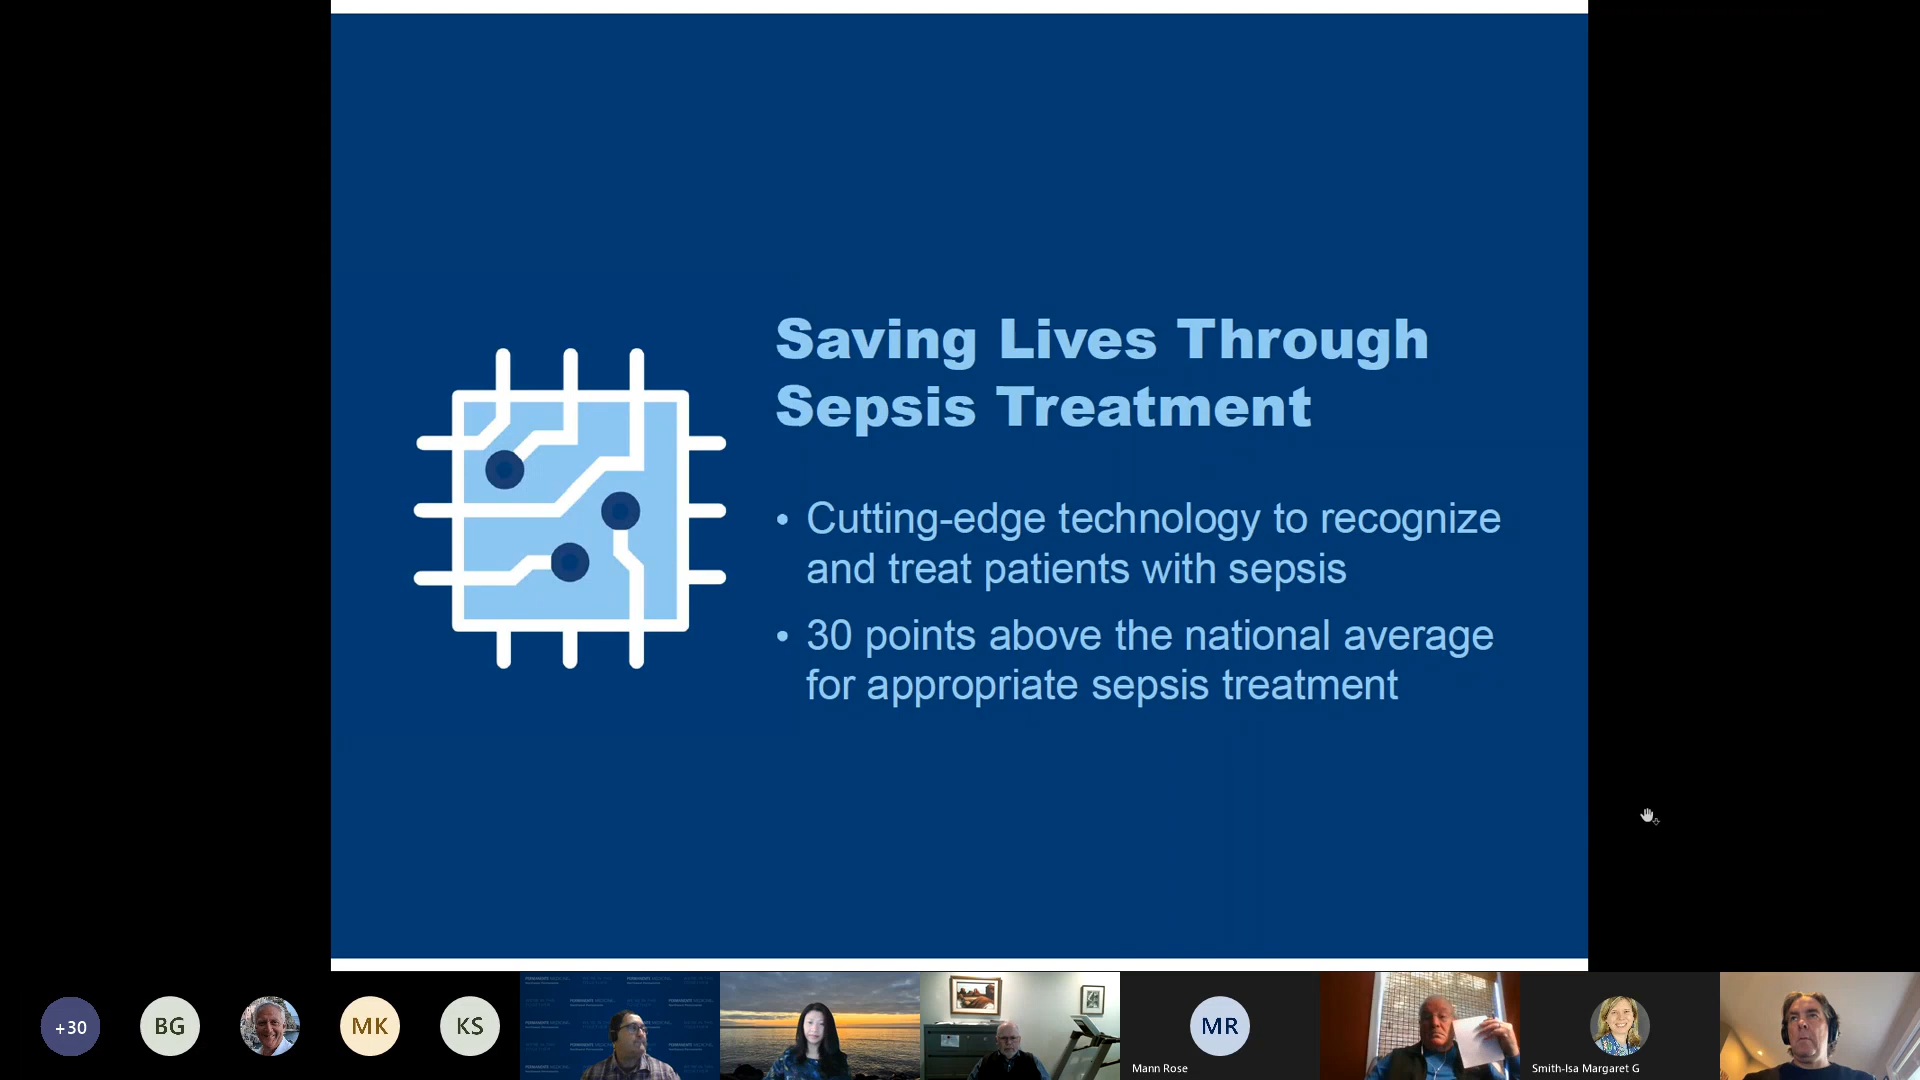 Saving Lives Through
Sepsis Treatment
• Cutting-edge technology to recognize
and treat patients with sepsis
• 30 points above the national average
for appropriate sepsis treatment
+30
BG
MK
KS
MR
Mann Rose
Smith-Isa Margaret G